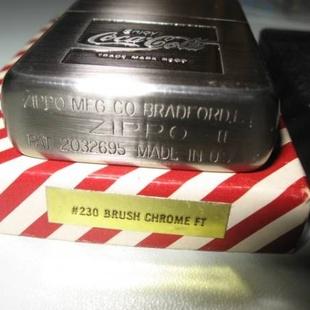 ENJOY
Coca-Cola
TRADE MARK REG®
ZIPPO MFG. CO. BRADFORD,
ZIPPO II
PAT. 2032695 MADE IN U
#230 BRUSH CHROME FT